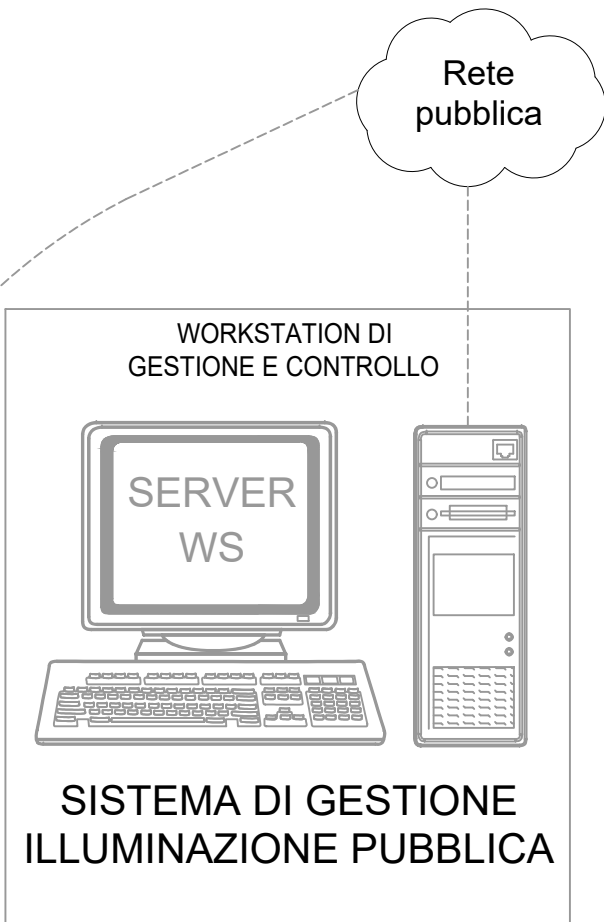 Rete
pubblica
WORKSTATION DI
GESTIONE E CONTROLLO
SERVER
WS
SISTEMA DI GESTIONE
ILLUMINAZIONE PUBBLICA